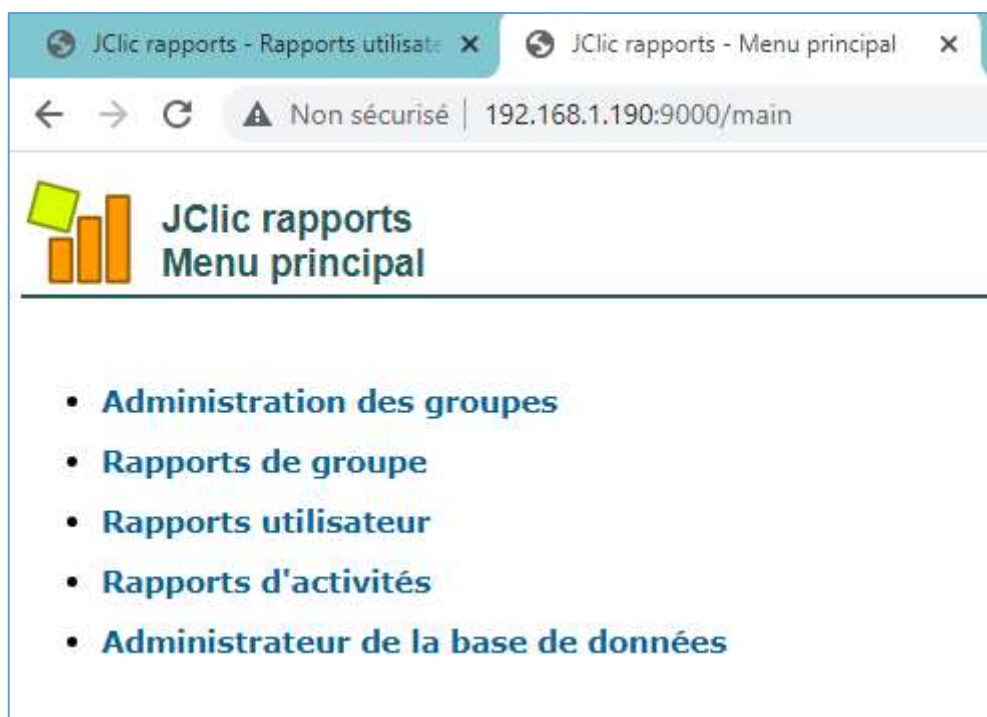 JClic rapports - Rapports utilisate
JClic rapports - Menu principal
Non sécurisé | 192.168.1.190:9000/main
JClic rapports
Menu principal
• Administration des groupes
• Rapports de groupe
• Rapports utilisateur
• Rapports d'activités
• Administrateur de la base de données